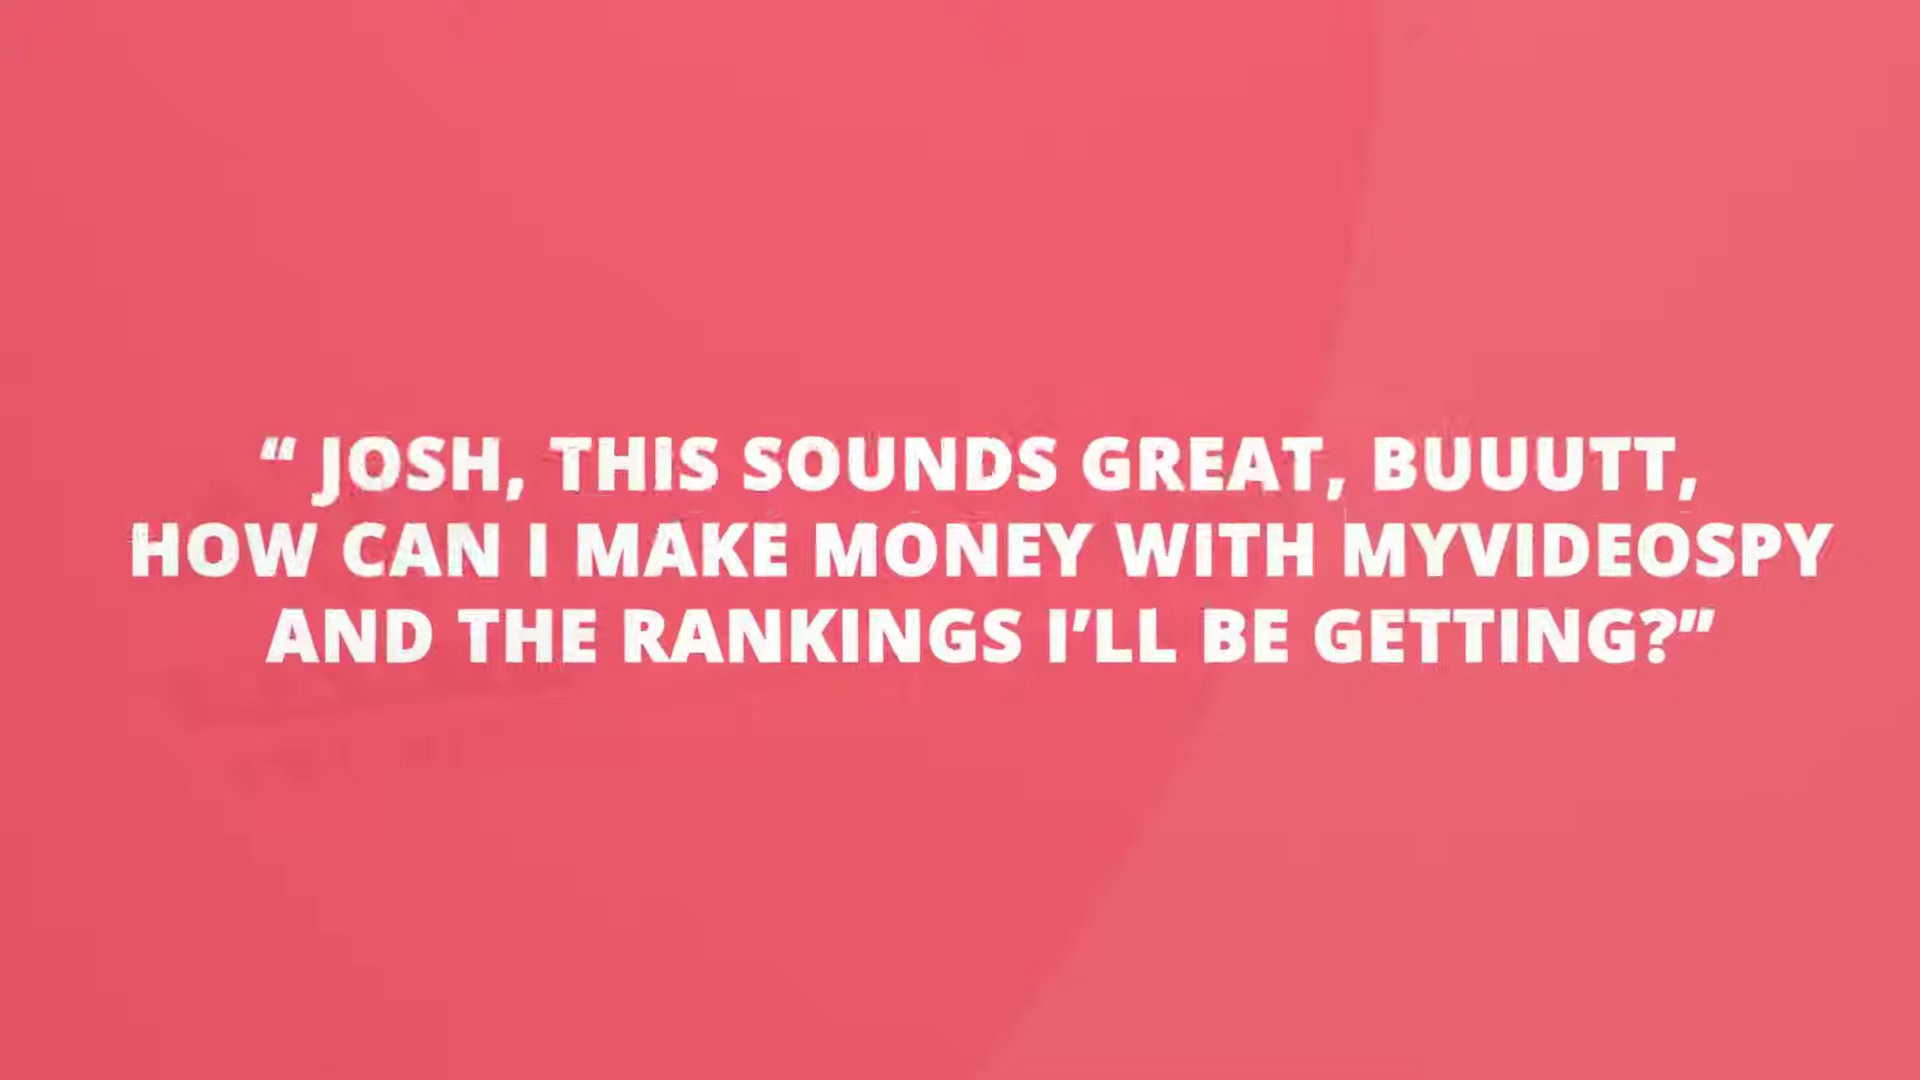 “ JOSH, THIS SOUNDS GREAT, BUUUTT,
HOW CAN I MAKE MONEY WITH MYVIDEOSPY
AND THE RANKINGS I’LL BE GETTING?”